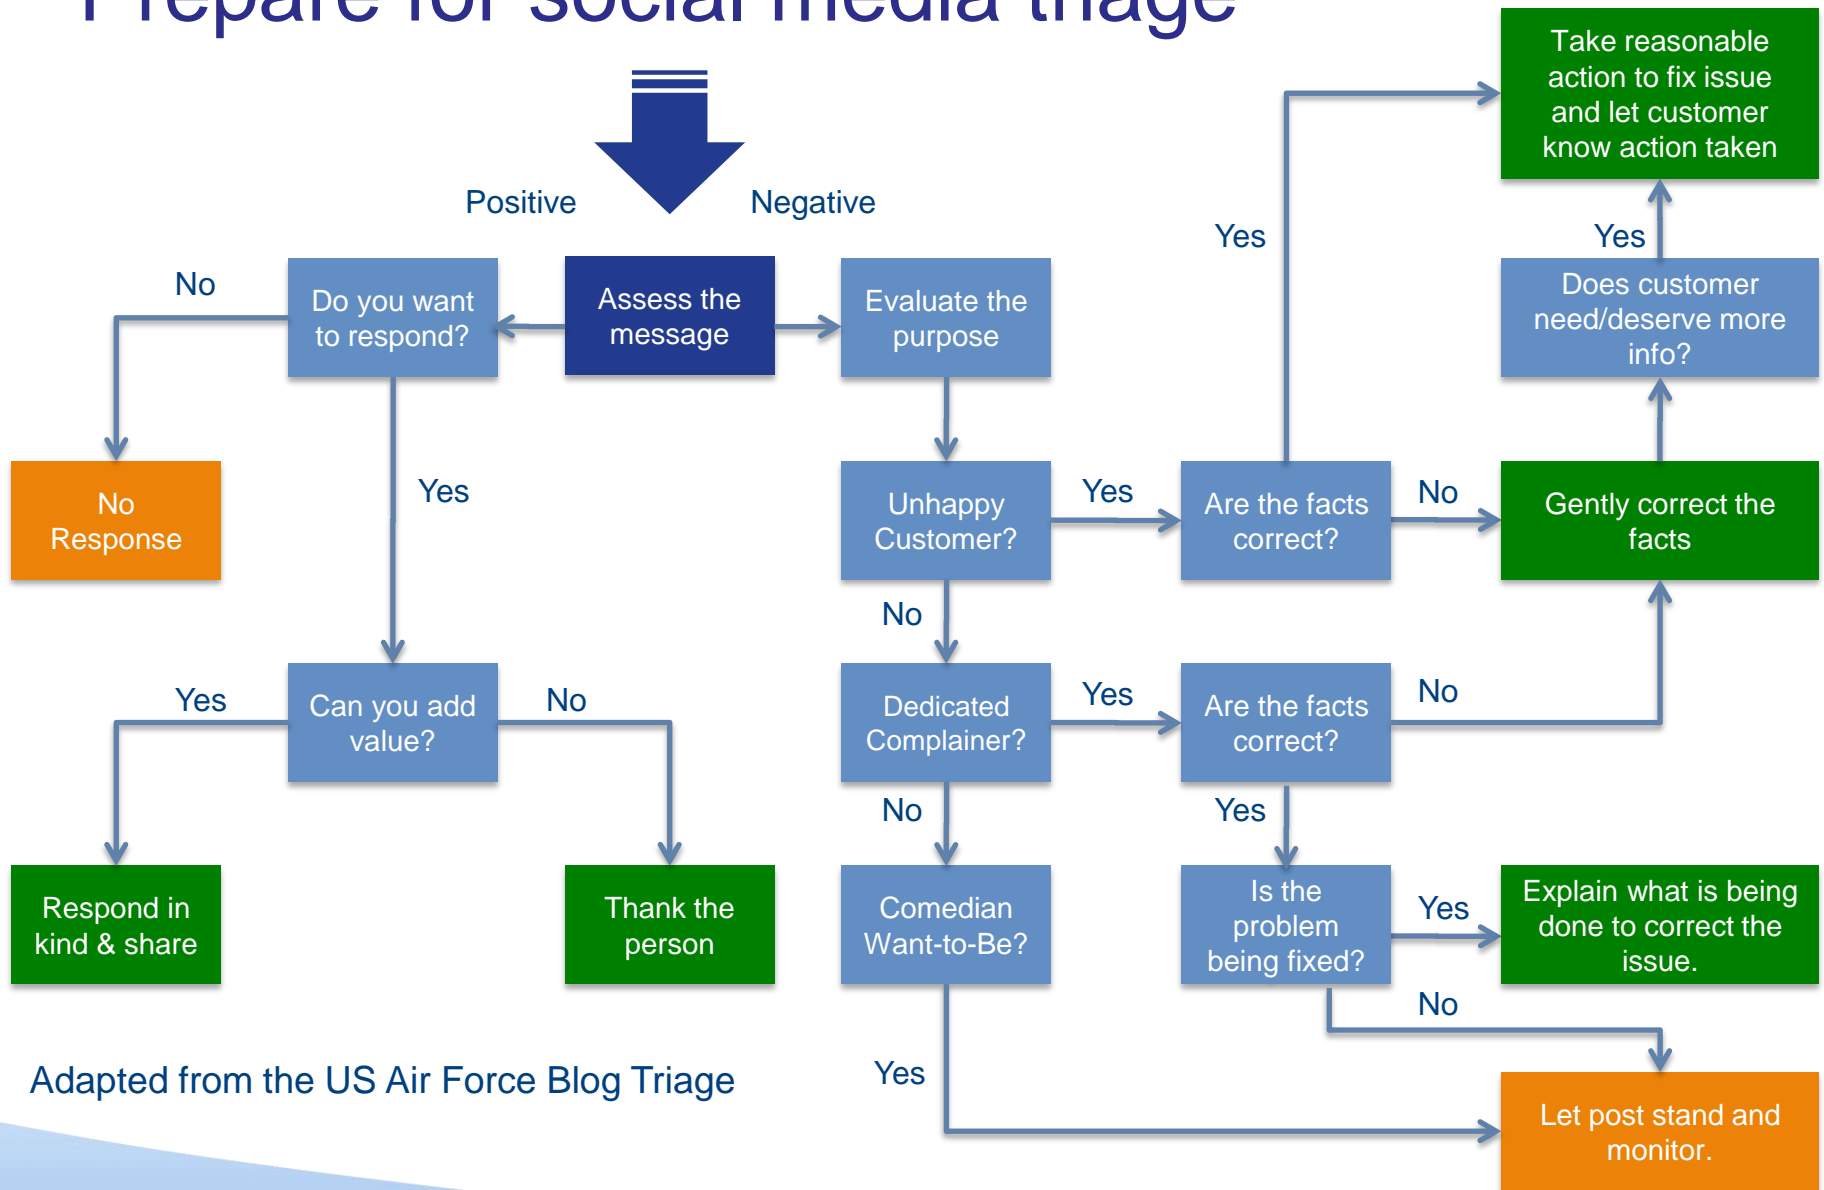 Prepare for social media triage
Take reasonable
action to fix issue
and let customer
know action taken
Positive
Negative
Yes
Yes
No
Do you want
to respond?
Assess the
message
Evaluate the
purpose
Does customer
need/deserve more
info?
No
Response
Yes
Unhappy
Customer?
Yes
Are the facts
correct?
No
Gently correct the
facts
No
Yes
Can you add
value?
No
Dedicated
Complainer?
Yes
Are the facts
correct?
No
No
Yes
Respond in
kind & share
Thank the
person
Comedian
Want-to-Be?
Is the
problem
being fixed?
Yes
Explain what is being
done to correct the
issue.
No
Adapted from the US Air Force Blog Triage
Yes
Let post stand and
monitor.